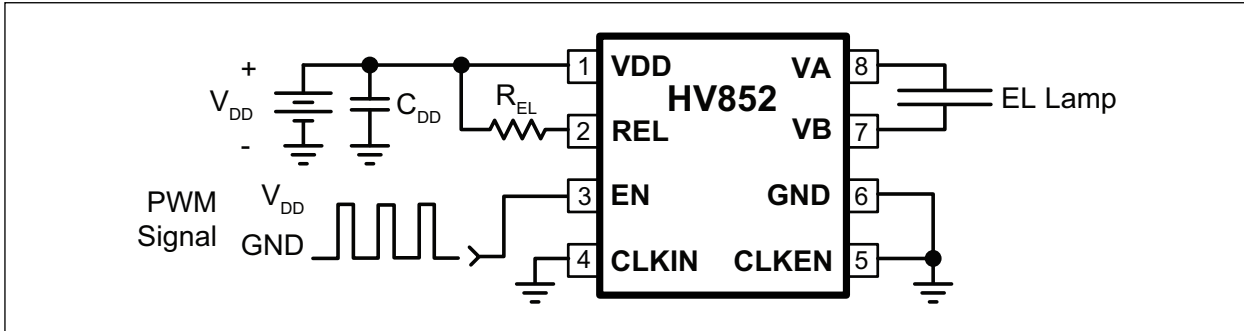 +
VDD
-
CDD
REL
PWM
Signal
VDD
GND
HV852
1 VDD
2 REL
3 EN
4 CLKIN
VA 8
VB 7
GND 6
CLKEN 5
EL Lamp